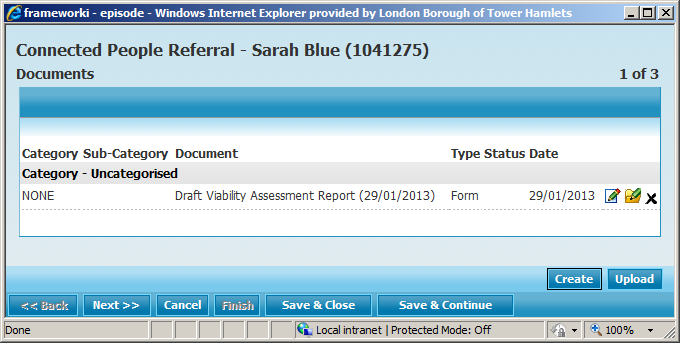 frameworki - episode - Windows Internet Explorer provided by London Borough of Tower Hamlets
Connected People Referral - Sarah Blue (1041275)
Documents 1 of 3
Category Sub-Category Document Type Status Date
Category - Uncategorised
NONE Draft Viability Assessment Report (29/01/2013) Form 29/01/2013
Create Upload
<< Back Next >> Cancel Finish Save & Close Save & Continue
Done Local intranet | Protected Mode: Off 100%